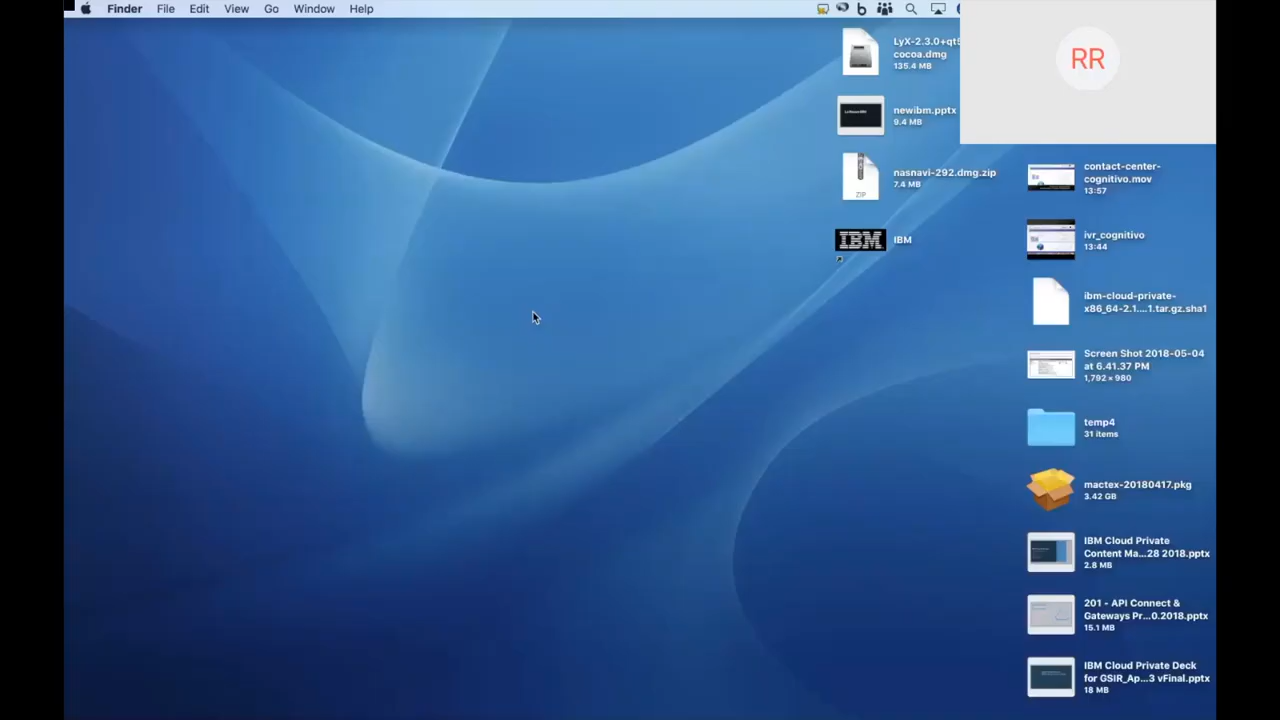 Finder File Edit View Go Window Help
RR
LyX-2.3.0+qt5
cocoa.dmg
135.4 MB
newibm.pptx
9.4 MB
nasnavi-292.dmg.zip
7.4 MB
ZIP
IBM
IBM
contact-center-
cognitivo.mov
13:57
ivr_cognitivo
13:44
ibm-cloud-private-
x86_64-2.1....1.tar.gz.sha1
Screen Shot 2018-05-04
at 6.41.37 PM
1,792 × 980
temp4
31 items
mactex-20180417.pkg
3.42 GB
IBM Cloud Private
Content Ma...28 2018.pptx
2.8 MB
201 - API Connect &
Gateways Pr...0.2018.pptx
15.1 MB
IBM Cloud Private Deck
for GSIR_Ap...3 vFinal.pptx
18 MB